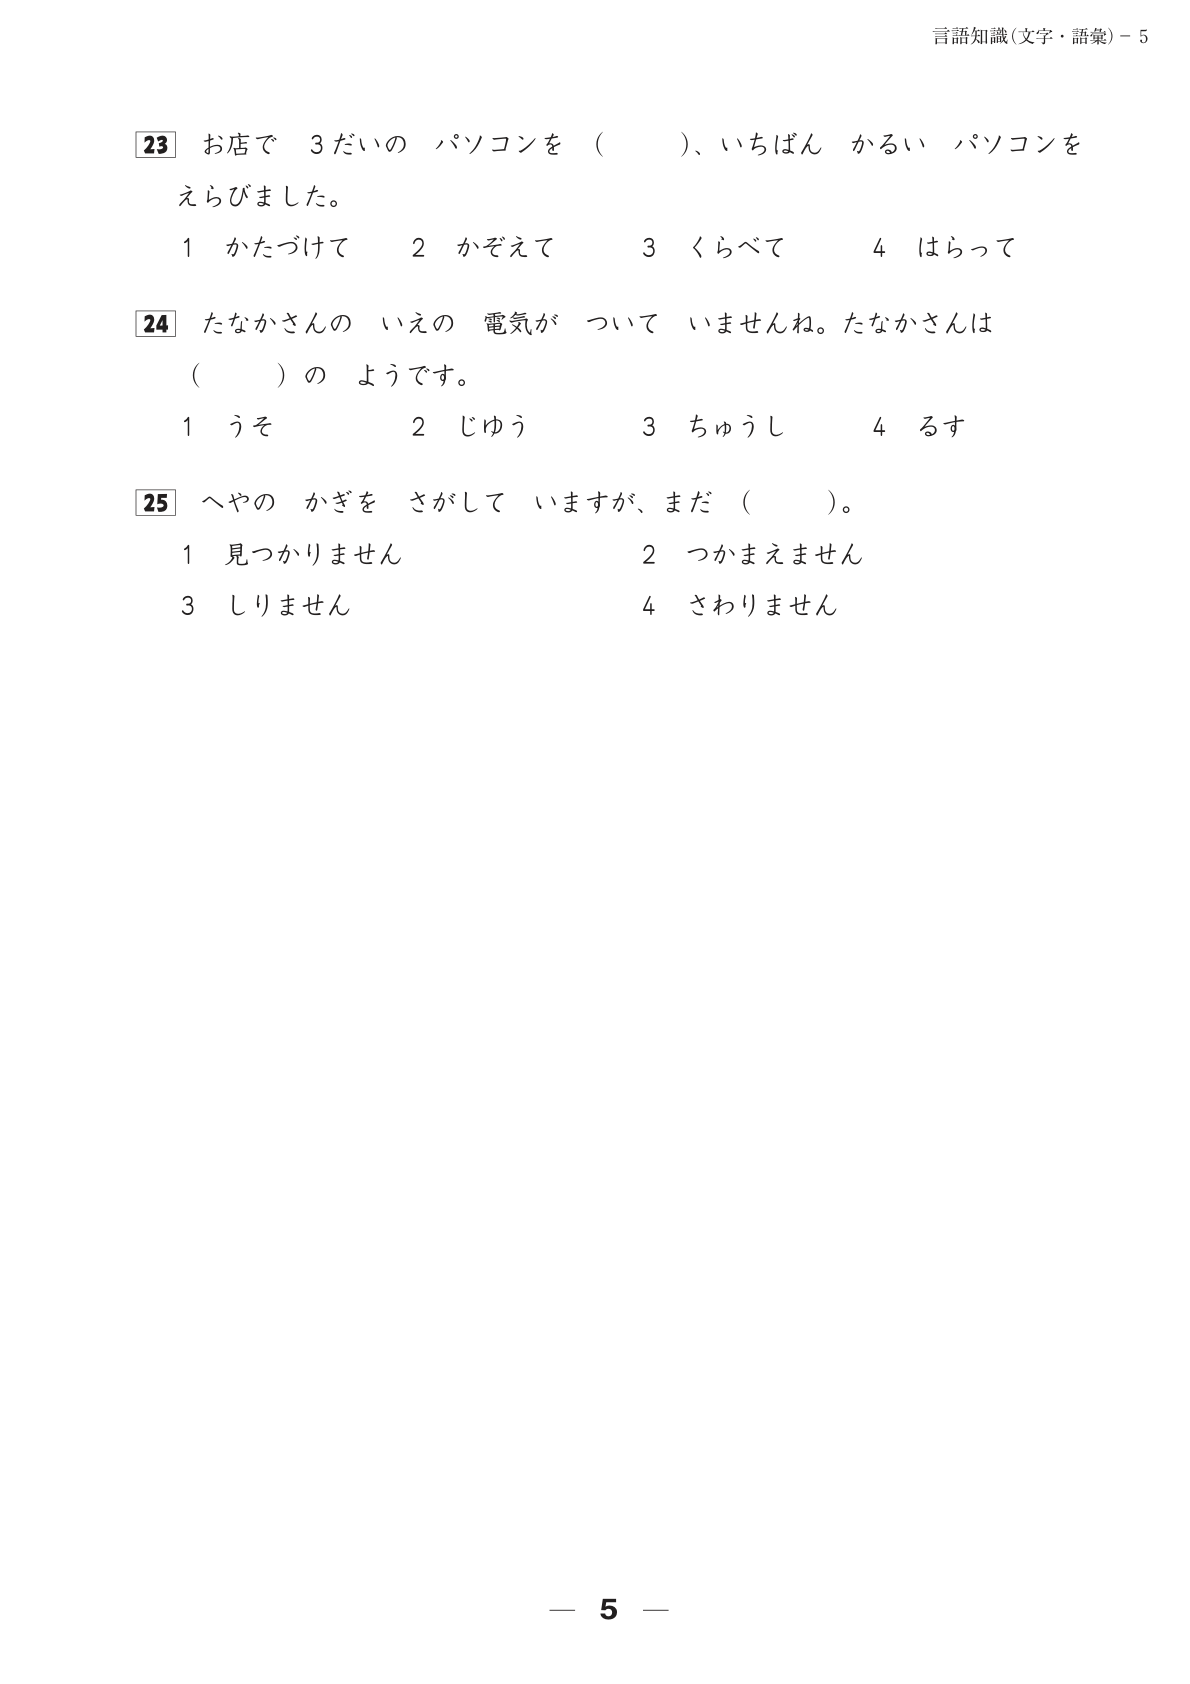 言語知識(文字・語彙)－ 5
23　お店で　３だいの　パソコンを　（　　　）、いちばん　かるい　パソコンを
えらびました。
1　かたづけて　　2　かぞえて　　3　くらべて　　4　はらって
24　たなかさんの　いえの　電気が　ついて　いませんね。たなかさんは
（　　　）の　ようです。
1　うそ　　2　じゆう　　3　ちゅうし　　4　るす
25　へやの　かぎを　さがして　いますが、まだ　（　　　）。
1　見つかりません　　2　つかまえません
3　しりません　　4　さわりません
— 5 —